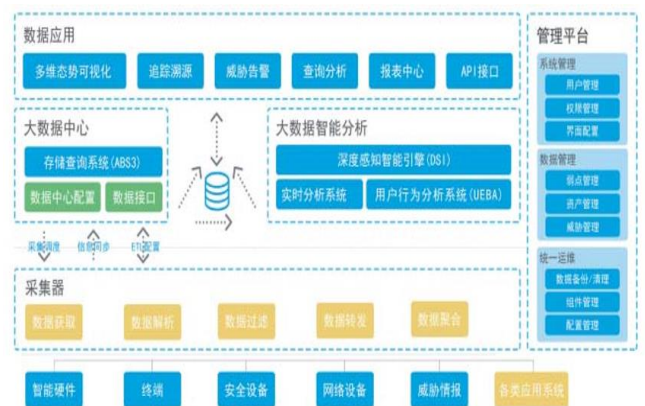 数据应用
多维态势可视化
追踪溯源
威胁告警
查询分析
报表中心
API接口
大数据中心
存储查询系统(ABS3)
数据中心配置
数据接口
大数据智能分析
深度感知智能引擎(DSI)
实时分析系统
用户行为分析系统(UEBA)
采集调度
信息同步
ETL配置
采集器
数据获取
数据解析
数据过滤
数据转发
数据聚合
智能硬件
终端
安全设备
网络设备
威胁情报
各类应用系统
管理平台
系统管理
用户管理
权限管理
界面配置
数据管理
弱点管理
资产管理
威胁管理
统一运维
数据备份/清理
组件管理
配置管理